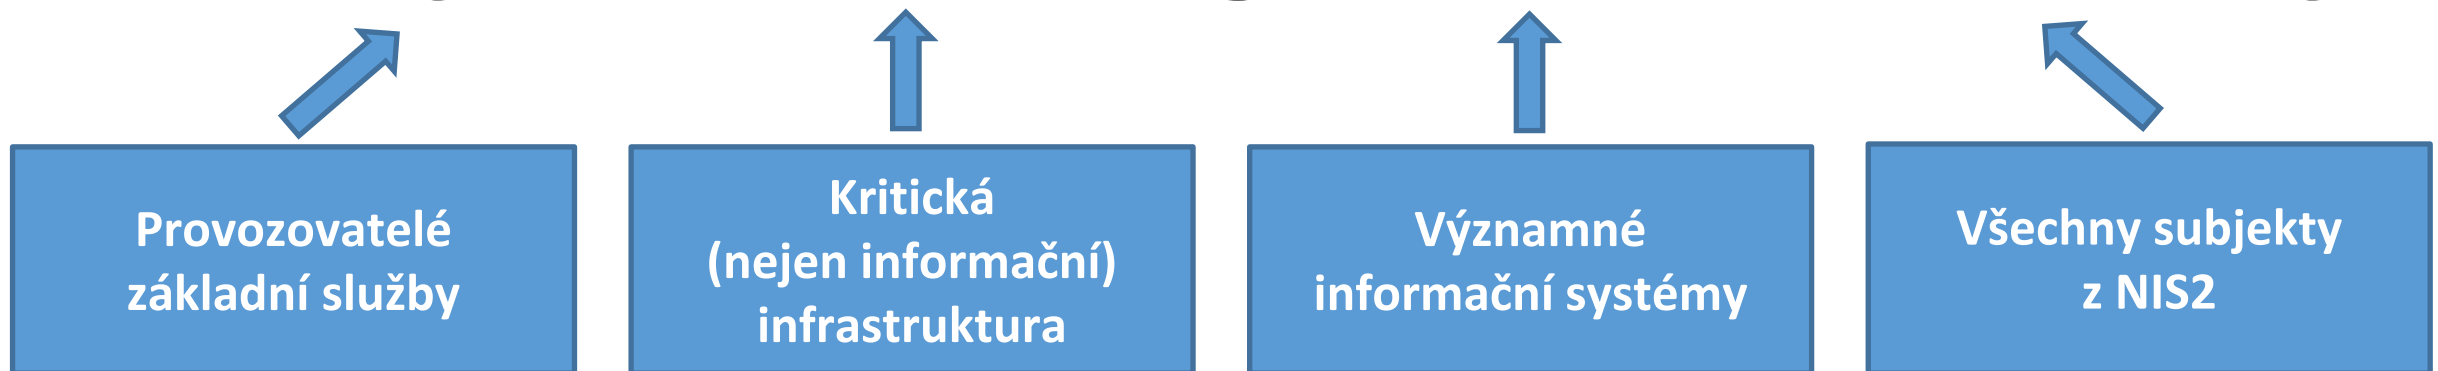 Provozovatelé
základní služby
Kritická
(nejen informační)
infrastruktura
Významné
informační systémy
Všechny subjekty
z NIS2